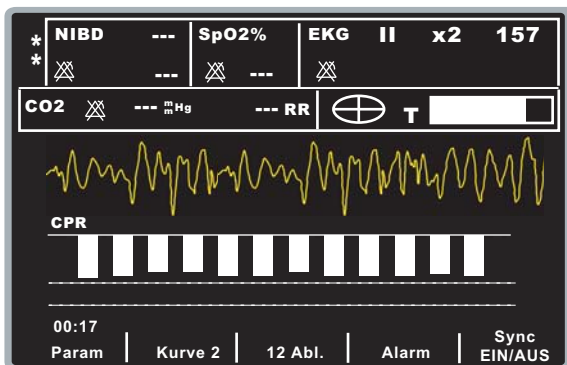 * NIBD --- SpO2% EKG II x2 157
* --- ---
CO2 --- mmHg --- RR T
CPR
00:17
Param Kurve 2 12 Abl. Alarm Sync EIN/AUS